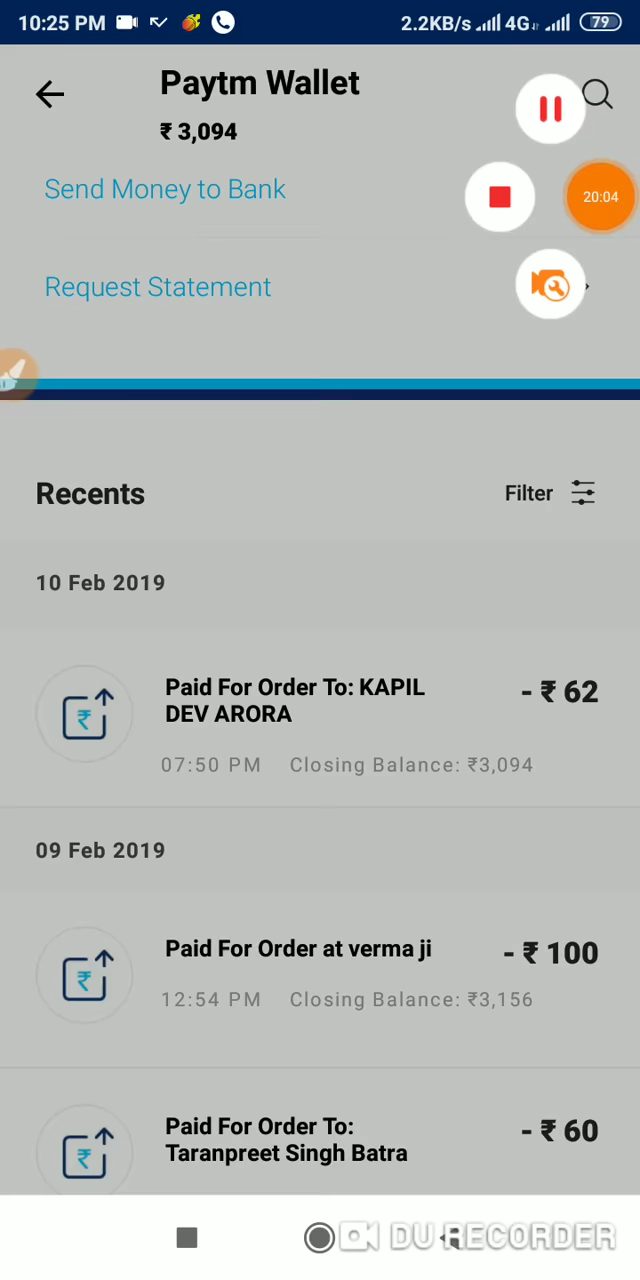 10:25 PM 2.2KB/s 4G 79
Paytm Wallet
₹ 3,094
Send Money to Bank
20:04
Request Statement
Recents
Filter
10 Feb 2019
Paid For Order To: KAPIL
DEV ARORA
- ₹ 62
07:50 PM Closing Balance: ₹3,094
09 Feb 2019
Paid For Order at verma ji
- ₹ 100
12:54 PM Closing Balance: ₹3,156
Paid For Order To:
Taranpreet Singh Batra
- ₹ 60
DU RECORDER